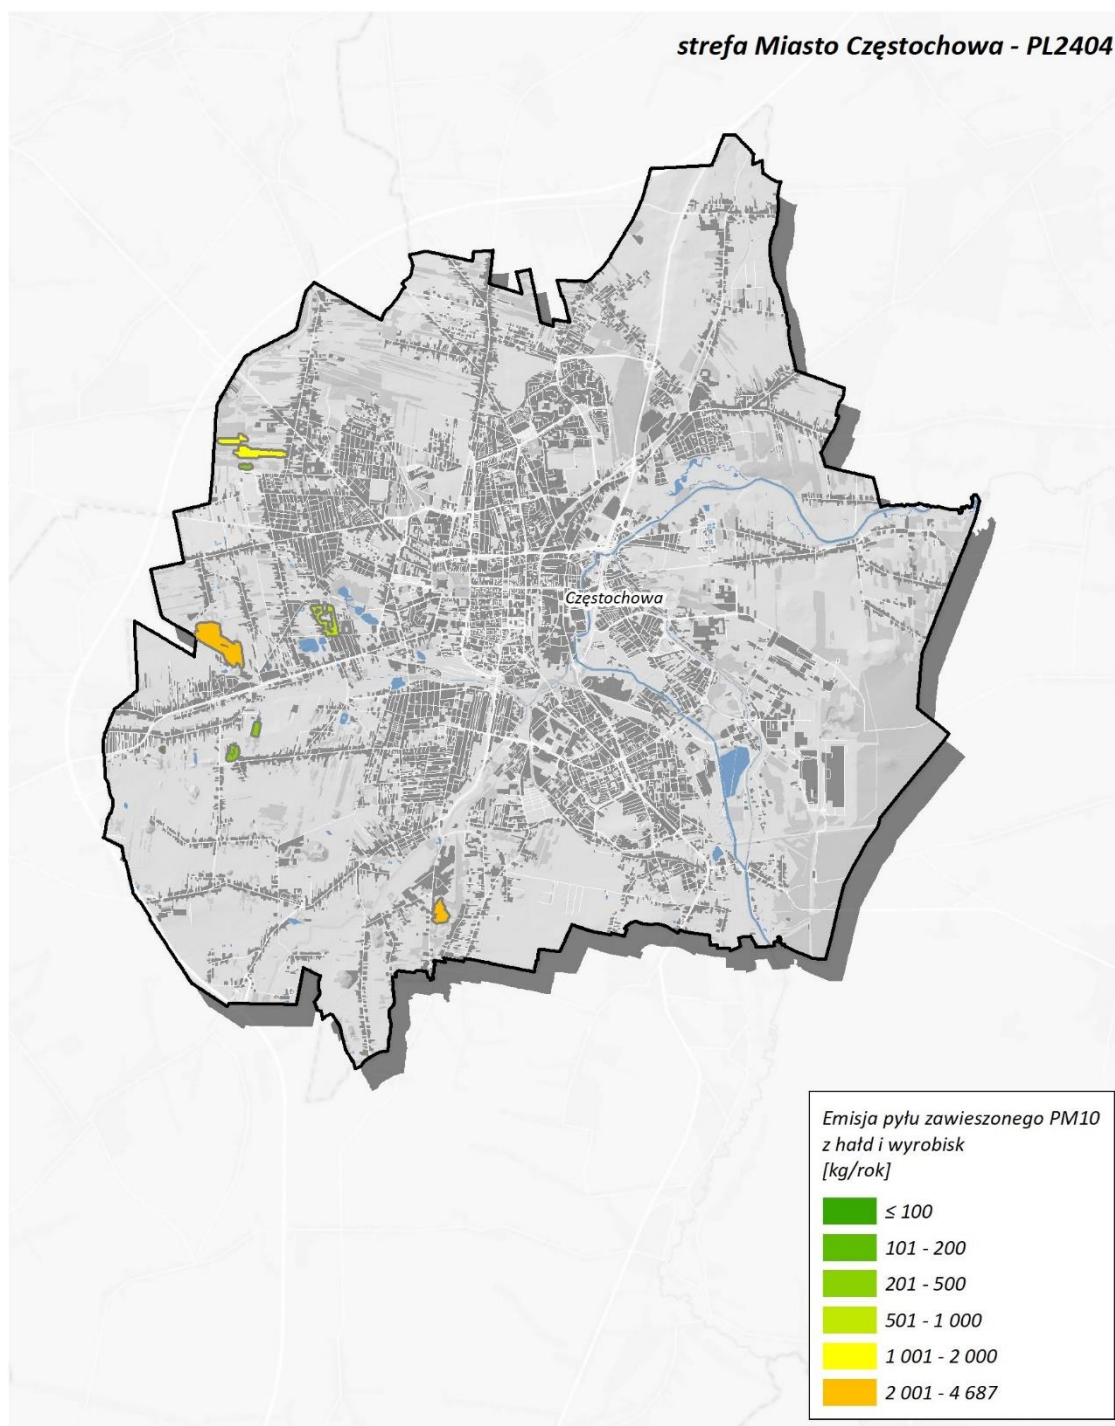 strefa Miasto Częstochowa - PL2404
Częstochowa
Emisja pyłu zawieszonego PM10
z hałd i wyrobisk
[kg/rok]
≤ 100
101 - 200
201 - 500
501 - 1 000
1 001 - 2 000
2 001 - 4 687